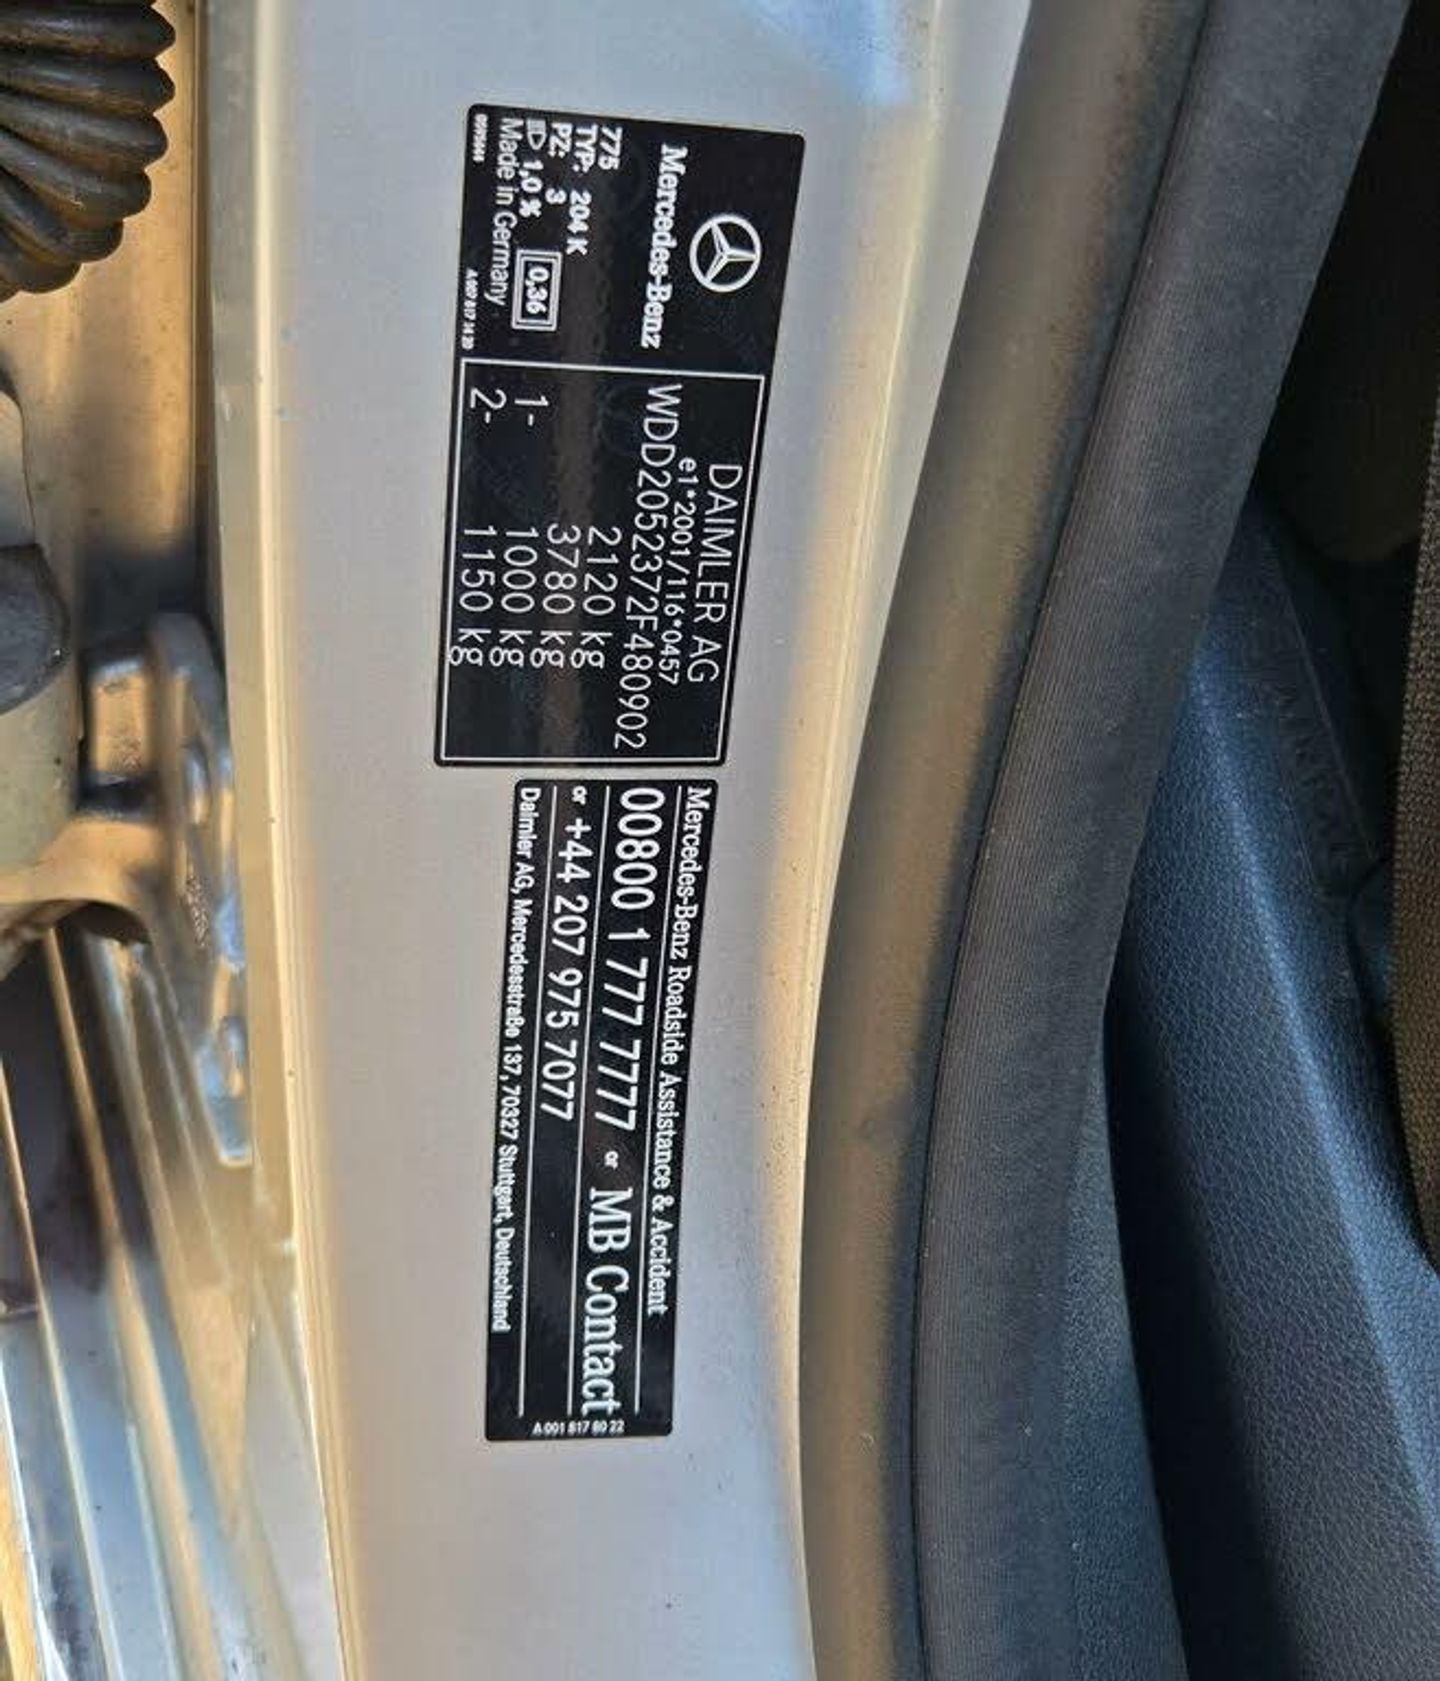 Mercedes-Benz
775
TYP: 204 K
PZ: 3
1,0 % 0,36
Made in Germany
DAIMLER AG
e1*2001/116*0457
WDD2052372F480902
2120 kg
3780 kg
1- 1000 kg
2- 1150 kg
Mercedes-Benz Roadside Assistance & Accident
00800 1 777 7777 or MB Contact
or +44 207 975 7077
Daimler AG, Mercedesstraße 137, 70327 Stuttgart, Deutschland
A 001 817 60 22